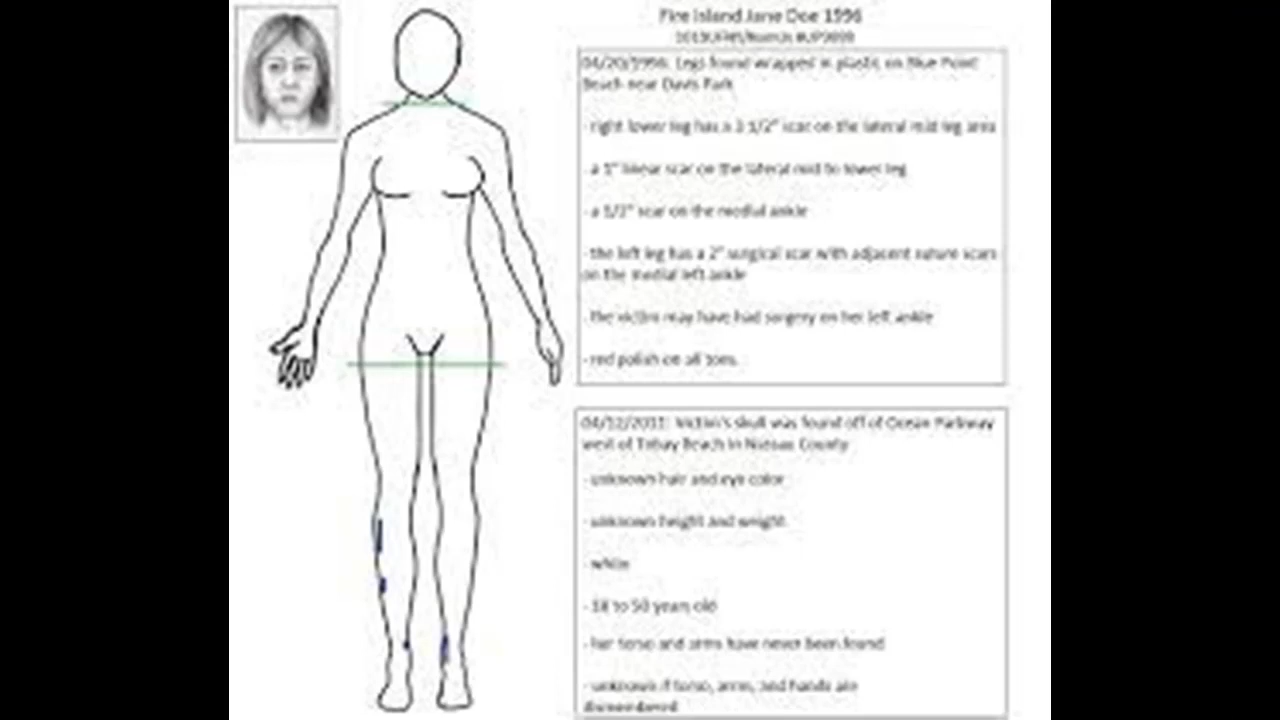 Fire Island Jane Doe 1996
04/20/1996: Legs found wrapped in plastic on Blue Point
Beach near Davis Park
- right lower leg has a 3 1/2" scar on the lateral mid leg area
- a 1" linear scar on the lateral mid to lower leg
- a 1/2" scar on the medial ankle
- the left leg has a 2" surgical scar with adjacent suture scars
on the medial left ankle
- the victim may have had surgery on her left ankle
- red polish on all toes.
04/12/2011: Victim's skull was found off of Ocean Parkway
west of Tobay Beach in Nassau County
- unknown hair and eye color
- unknown height and weight
- white
- 18 to 50 years old
- her torso and arms have never been found
- unknown if torso, arms, and hands are
dismembered